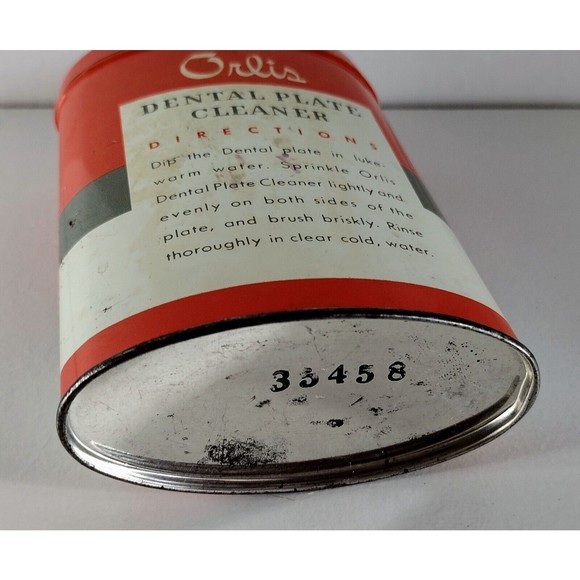 Orlis
DENTAL PLATE
CLEANER
DIRECTIONS
Dip the Dental plate in luke-
warm water. Sprinkle Orlis
Dental Plate Cleaner lightly and
evenly on both sides of the
plate, and brush briskly. Rinse
thoroughly in clear cold, water.
33458